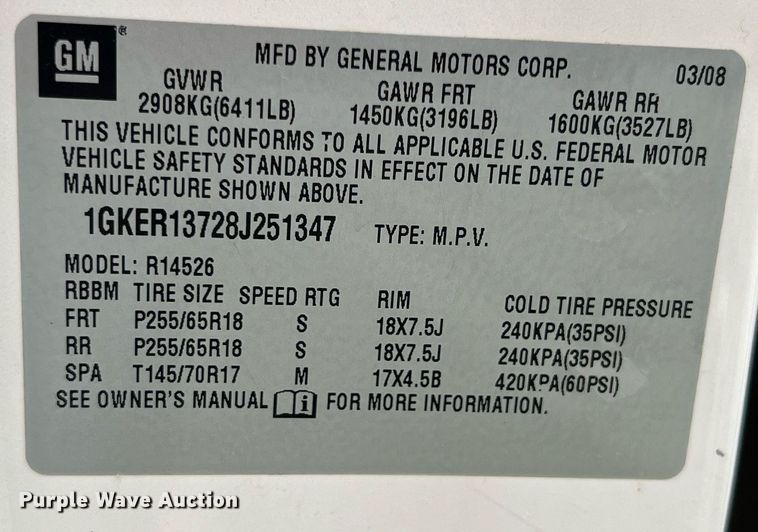 GM®
MFD BY GENERAL MOTORS CORP. 03/08
GVWR GAWR FRT GAWR RR
2908KG(6411LB) 1450KG(3196LB) 1600KG(3527LB)
THIS VEHICLE CONFORMS TO ALL APPLICABLE U.S. FEDERAL MOTOR
VEHICLE SAFETY STANDARDS IN EFFECT ON THE DATE OF
MANUFACTURE SHOWN ABOVE.
1GKER13728J251347 TYPE: M.P.V.
MODEL: R14526
RBBM TIRE SIZE SPEED RTG RIM COLD TIRE PRESSURE
FRT P255/65R18 S 18X7.5J 240KPA(35PSI)
RR P255/65R18 S 18X7.5J 240KPA(35PSI)
SPA T145/70R17 M 17X4.5B 420KPA(60PSI)
SEE OWNER'S MANUAL i FOR MORE INFORMATION.
Purple Wave Auction